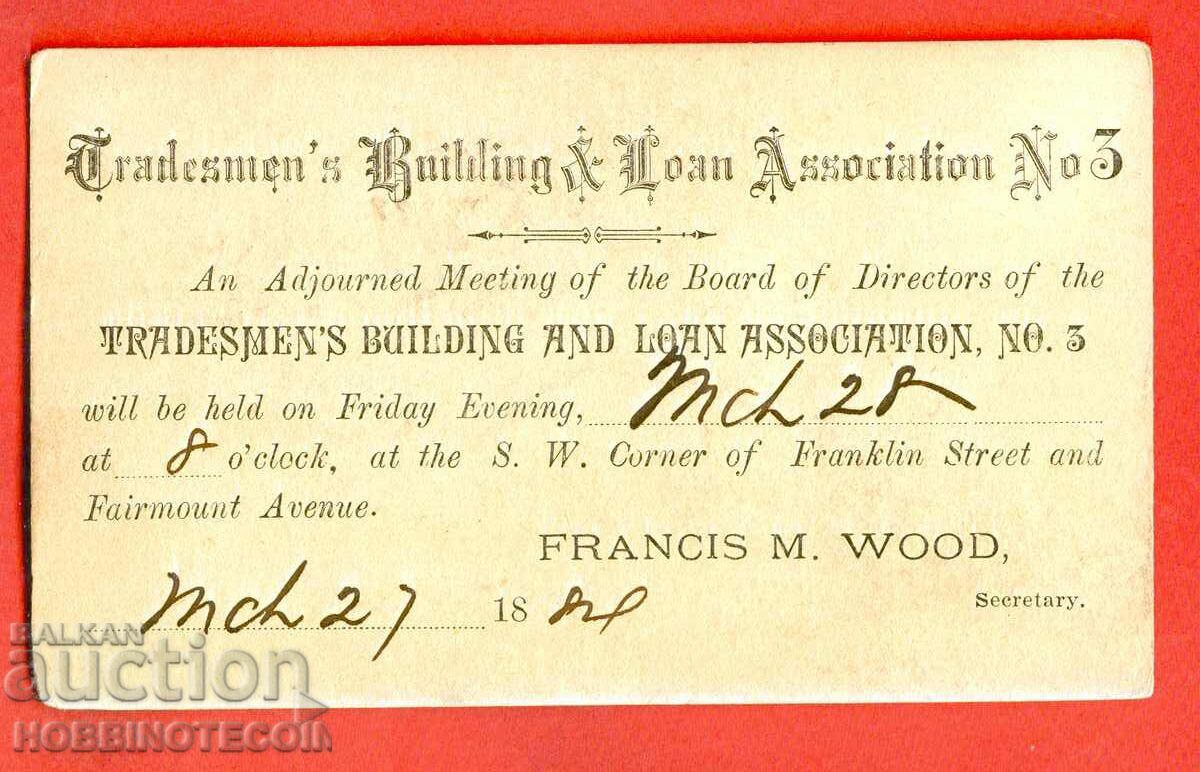 Tradesmen's Building & Loan Association No 3
An Adjourned Meeting of the Board of Directors of the
TRADESMEN'S BUILDING AND LOAN ASSOCIATION, NO. 3
will be held on Friday Evening, Mch 28
at 8 o'clock, at the S. W. Corner of Franklin Street and
Fairmount Avenue.
FRANCIS M. WOOD,
Mch 27 1884
Secretary.
BALKAN
auction
HOBBINOTECOIN